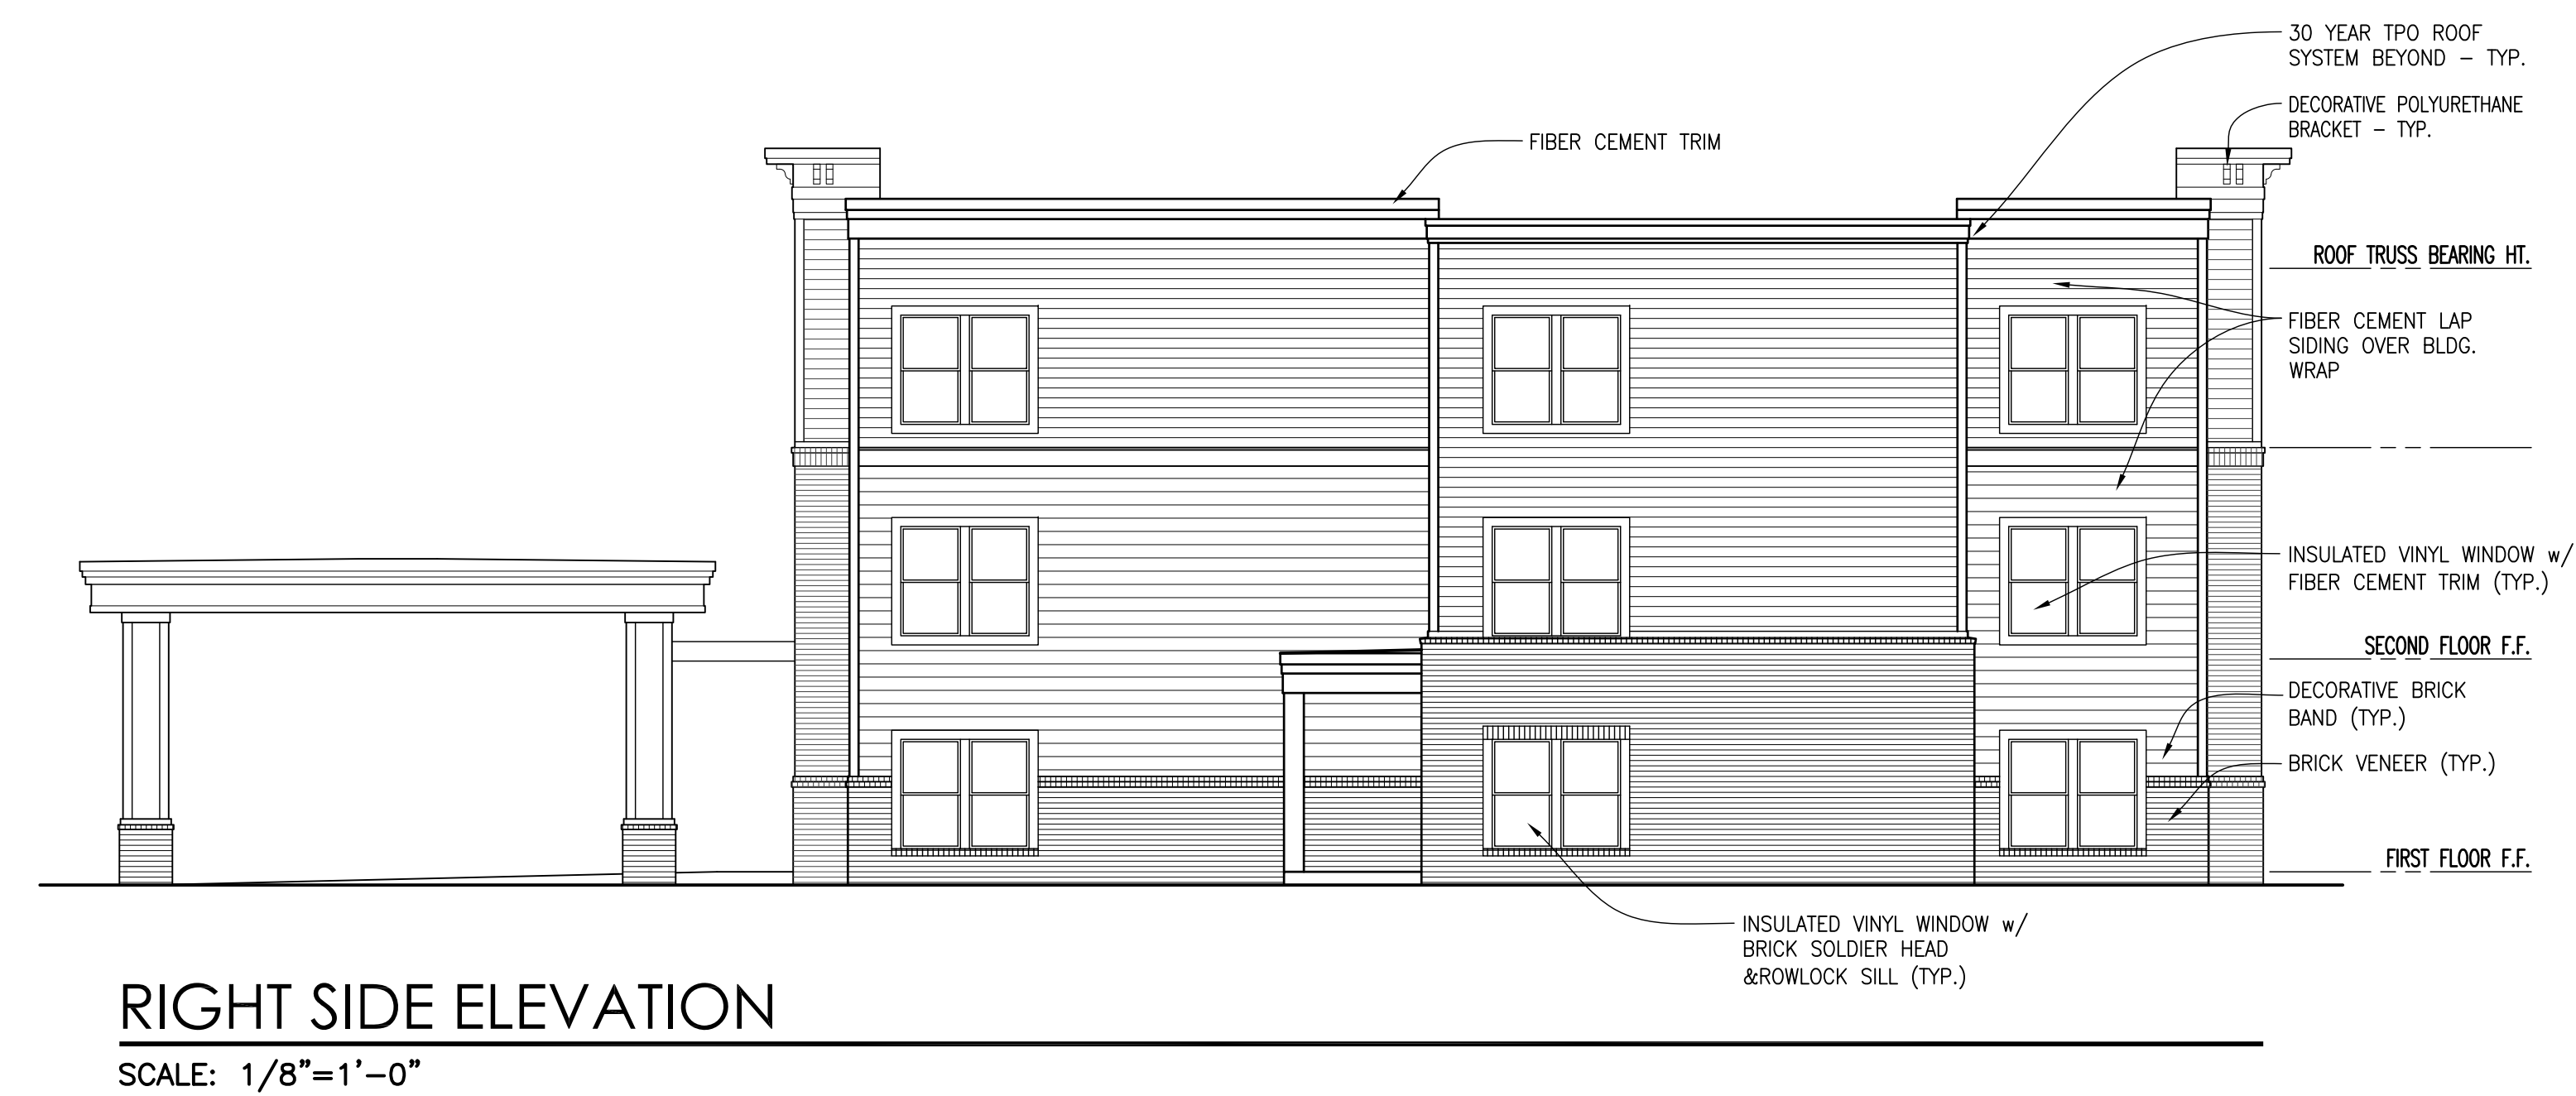 30 YEAR TPO ROOF
SYSTEM BEYOND – TYP.
DECORATIVE POLYURETHANE
BRACKET – TYP.
FIBER CEMENT TRIM
ROOF TRUSS BEARING HT.
FIBER CEMENT LAP
SIDING OVER BLDG.
WRAP
INSULATED VINYL WINDOW w/
FIBER CEMENT TRIM (TYP.)
SECOND FLOOR F.F.
DECORATIVE BRICK
BAND (TYP.)
BRICK VENEER (TYP.)
FIRST FLOOR F.F.
INSULATED VINYL WINDOW w/
BRICK SOLDIER HEAD
&ROWLOCK SILL (TYP.)
RIGHT SIDE ELEVATION
SCALE: 1/8"=1'–0"